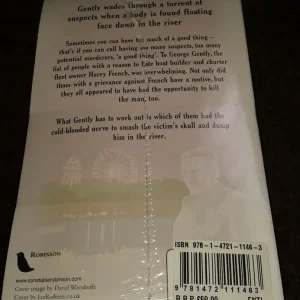 Gently wades through a torrent of
suspects when a body is found floating
face down in the river
Sometimes you can have too much of a good thing –
that's if you can call having too many suspects, too many
potential murderers, 'a good thing'. To George Gently, the
list of people with a reason to hate boat builder and charter
fleet owner Harry French, was overwhelming. Not only did
those with a grievance against French have a motive, but
they all appeared to have had the opportunity to kill
the man, too.
What Gently has to work out is which of them had the
cold-blooded nerve to smash the victim's skull and dump
him in the river.
ROBINSON
www.constablerobinson.com
Cover image by David Woodroffe
Cover by JoeRoberts.co.uk
ISBN 978-1-4721-1146-3
9 781472 111463